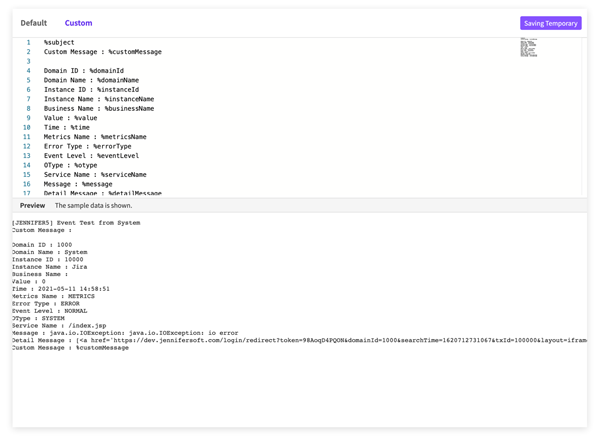 Default Custom Saving Temporary
1 %subject
2 Custom Message : %customMessage
3
4 Domain ID : %domainId
5 Domain Name : %domainName
6 Instance ID : %instanceId
7 Instance Name : %instanceName
8 Business Name : %businessName
9 Value : %value
10 Time : %time
11 Metrics Name : %metricsName
12 Error Type : %errorType
13 Event Level : %eventLevel
14 OType : %otype
15 Service Name : %serviceName
16 Message : %message
17 Detail Message : %detailMessage
Preview The sample data is shown.
[JENNIFER5] Event Test from System
Custom Message :
Domain ID : 1000
Domain Name : System
Instance ID : 10000
Instance Name : Jira
Business Name :
Value : 0
Time : 2021-05-11 14:58:51
Metrics Name : METRICS
Error Type : ERROR
Event Level : NORMAL
OType : SYSTEM
Service Name : /index.jsp
Message : java.io.IOException: java.io.IOException: io error
Detail Message : [<a href='https://dev.jennifersoft.com/login/redirect?token=98AoqD4PQON&domainId=1000&searchTime=1620712731067&txId=100000&layout=iframe
Custom Message : %customMessage